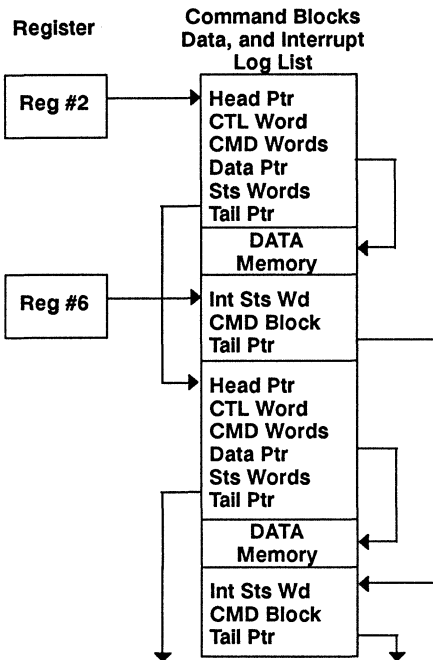 Register
Command Blocks
Data, and Interrupt
Log List
Reg #2
Head Ptr
CTL Word
CMD Words
Data Ptr
Sts Words
Tail Ptr
DATA
Memory
Reg #6
Int Sts Wd
CMD Block
Tail Ptr
Head Ptr
CTL Word
CMD Words
Data Ptr
Sts Words
Tail Ptr
DATA
Memory
Int Sts Wd
CMD Block
Tail Ptr